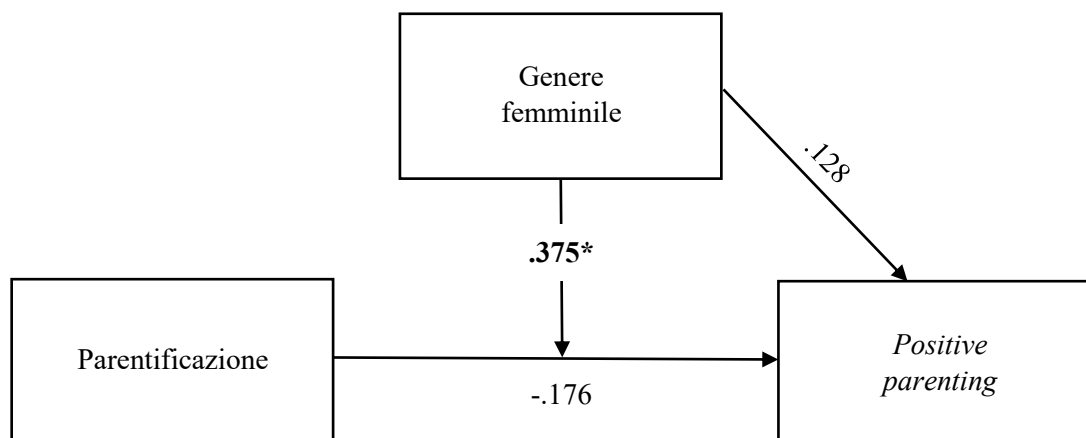 Genere
femminile
.128
.375*
Parentificazione
-.176
Positive
parenting